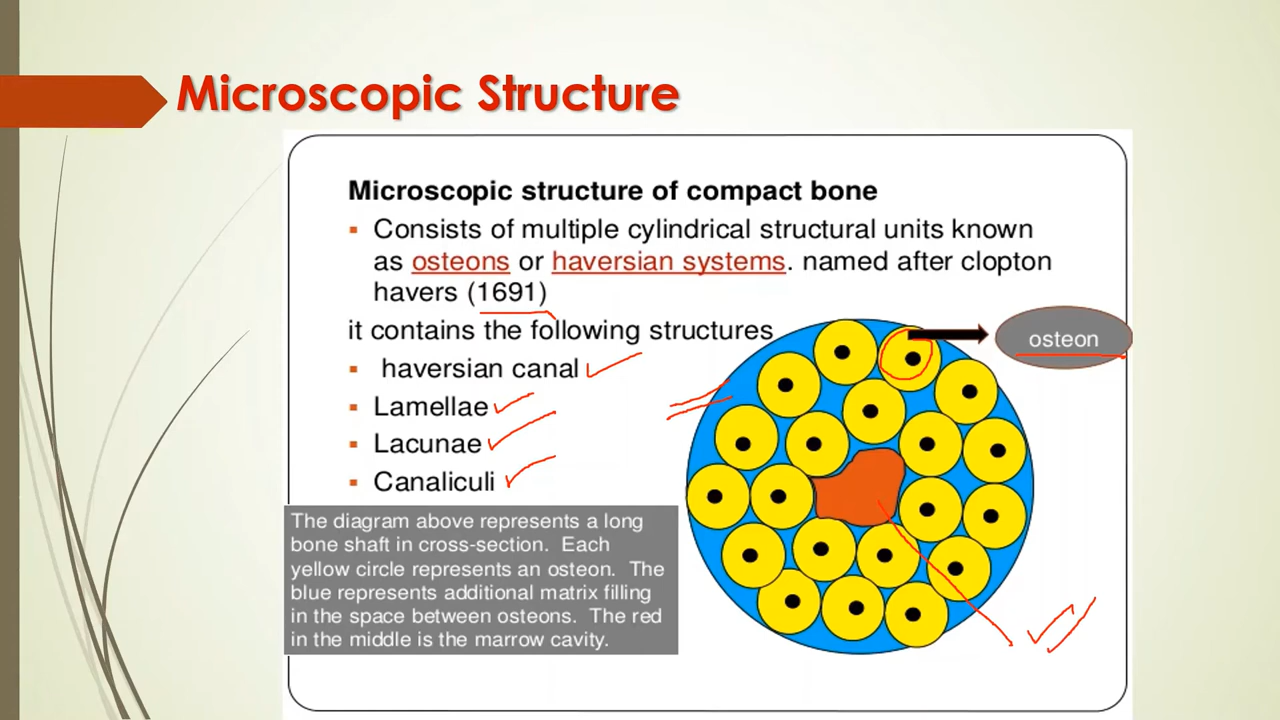 Microscopic Structure
Microscopic structure of compact bone
▪ Consists of multiple cylindrical structural units known
as osteons or haversian systems. named after clopton
havers (1691)
it contains the following structures
▪ haversian canal
▪ Lamellae
▪ Lacunae
▪ Canaliculi
osteon
The diagram above represents a long
bone shaft in cross-section. Each
yellow circle represents an osteon. The
blue represents additional matrix filling
in the space between osteons. The red
in the middle is the marrow cavity.